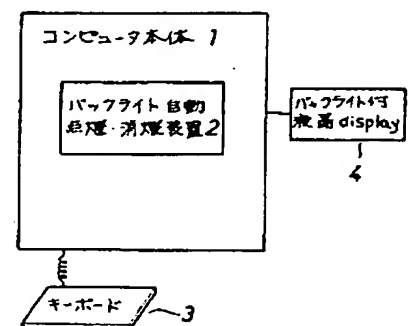 コンピュータ本体 1
バックライト自動
点燈・消燈装置2
バックライト付
液晶display
4
キーボード
3